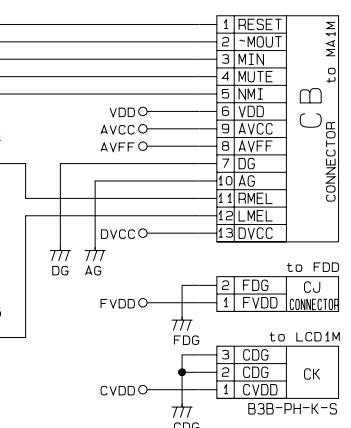 1 RESET
2 ~MOUT
3 MIN
4 MUTE
5 NMI
VDD 6 VDD
AVCC 9 AVCC
AVFF 8 AVFF
7 DG
10 AG
11 RMEL
12 LMEL
DVCC 13 DVCC
CB
CONNECTOR to MA1M
DG AG
to FDD
2 FDG CJ
FVDD 1 FVDD CONNECTOR
FDG
to LCD1M
3 CDG
2 CDG CK
CVDD 1 CVDD
B3B-PH-K-S
CDG